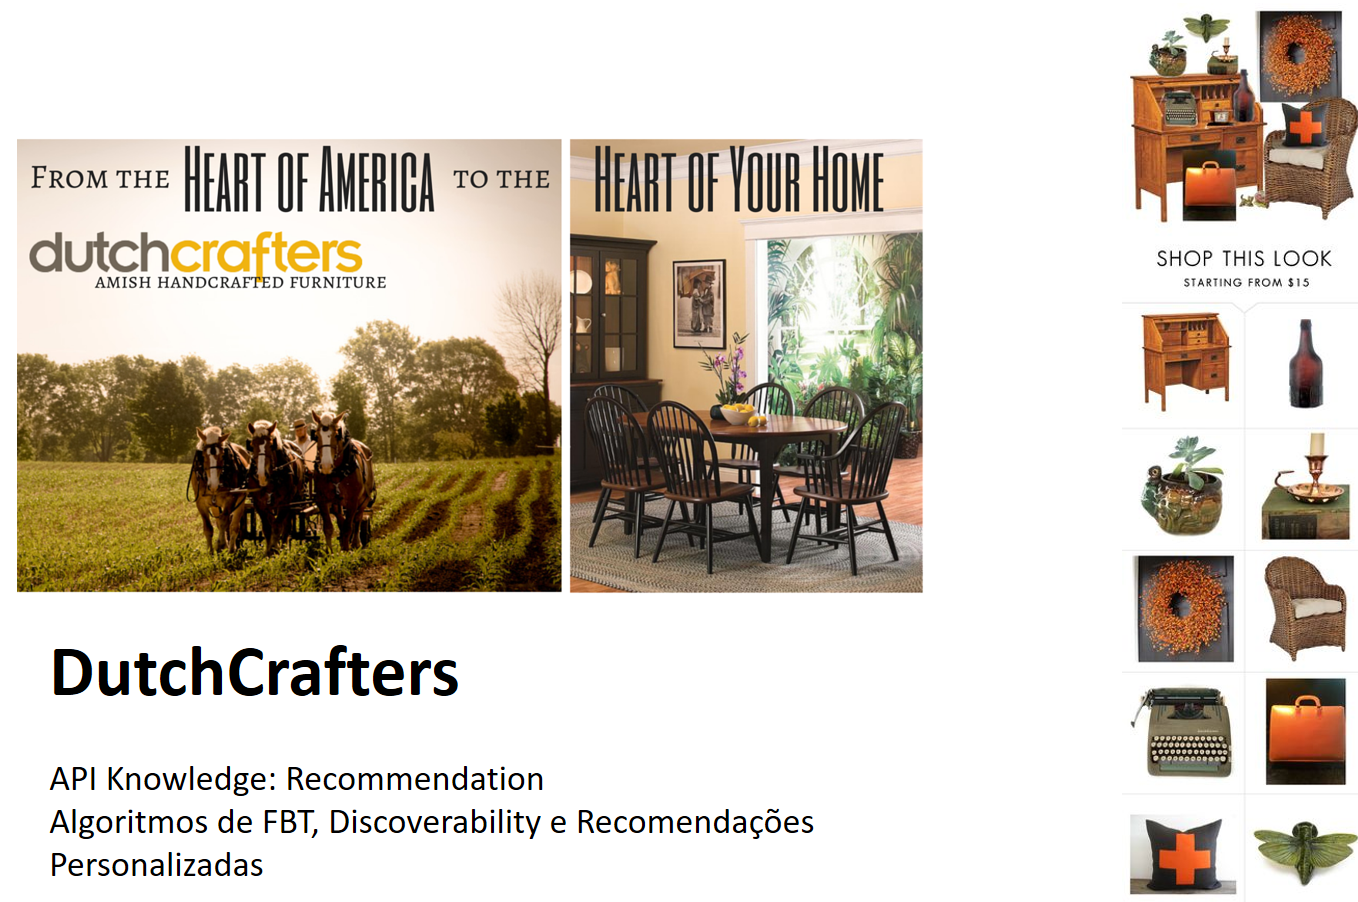 FROM THE HEART OF AMERICA TO THE
HEART OF YOUR HOME
dutchcrafters
AMISH HANDCRAFTED FURNITURE
SHOP THIS LOOK
STARTING FROM $15
DutchCrafters
API Knowledge: Recommendation
Algoritmos de FBT, Discoverability e Recomendações
Personalizadas